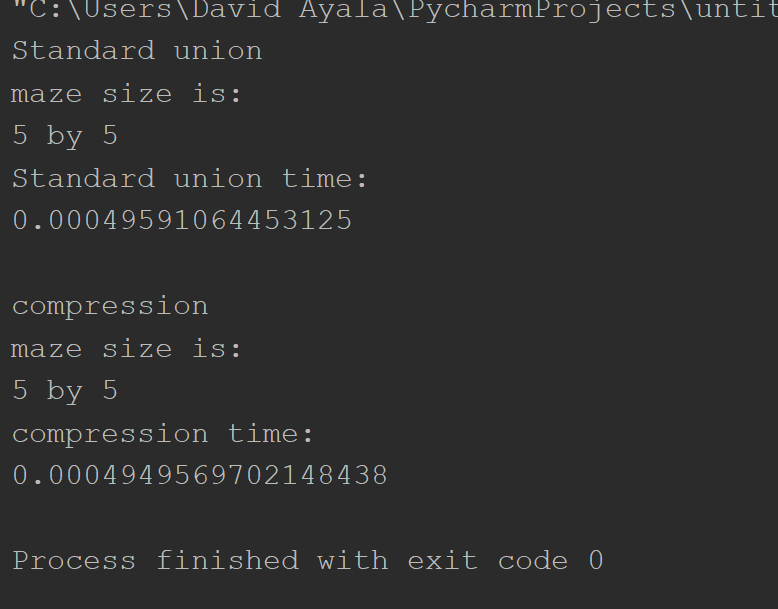 "C:\Users\David Ayala\PycharmProjects\untit
Standard union
maze size is:
5 by 5
Standard union time:
0.00049591064453125
compression
maze size is:
5 by 5
compression time:
0.0004949569702148438
Process finished with exit code 0